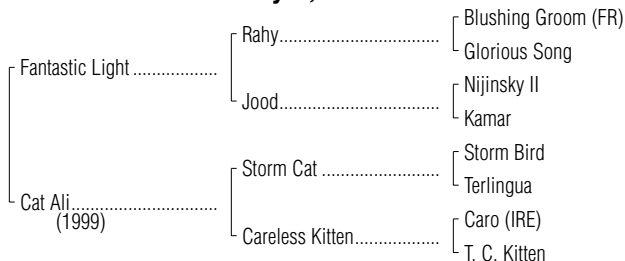 Blushing Groom (FR)
Rahy
Glorious Song
Fantastic Light
Nijinsky II
Jood
Kamar
Storm Bird
Storm Cat
Terlingua
Cat Ali
(1999)
Caro (IRE)
Careless Kitten
T. C. Kitten